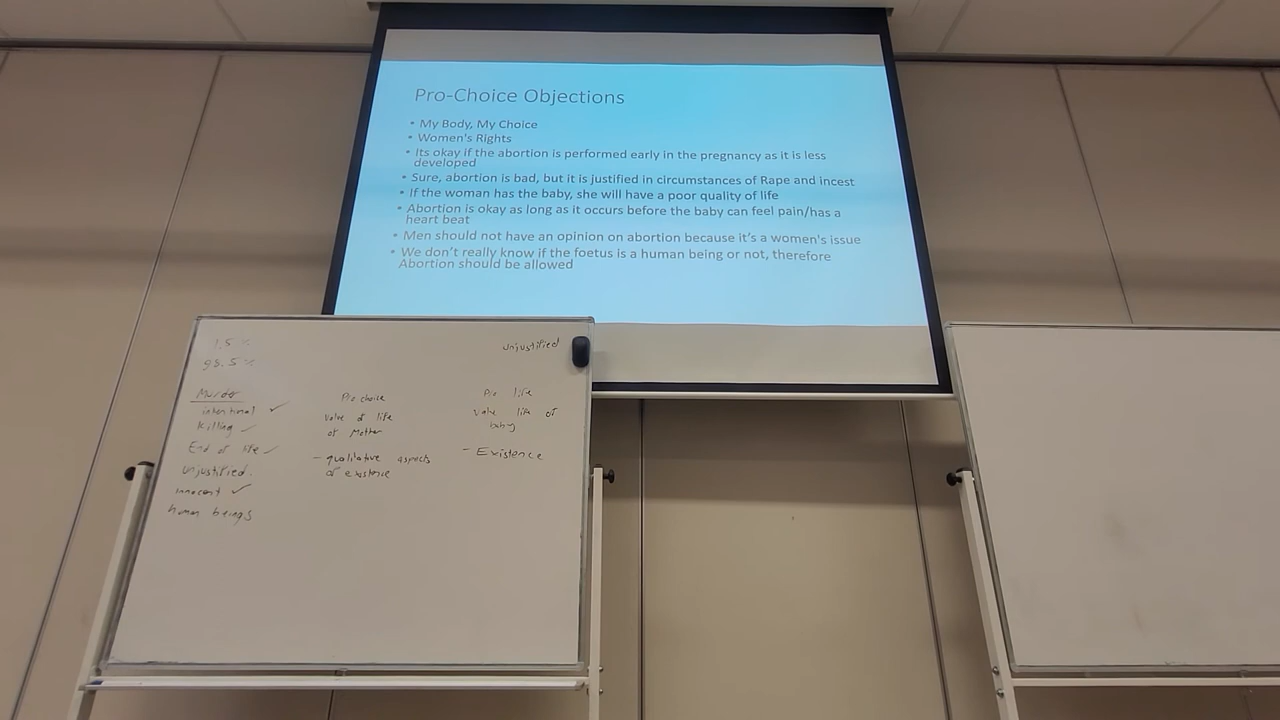 Pro-Choice Objections
• My Body, My Choice
• Women's Rights
• Its okay if the abortion is performed early in the pregnancy as it is less
developed
• Sure, abortion is bad, but it is justified in circumstances of Rape and incest
• If the woman has the baby, she will have a poor quality of life
• Abortion is okay as long as it occurs before the baby can feel pain/has a
heart beat
• Men should not have an opinion on abortion because it's a women's issue
• We don't really know if the foetus is a human being or not, therefore
Abortion should be allowed
1.5 %
98.5 %
unjustified
Murder
intentional ✓
Killing ✓
End of life ✓
unjustified.
innocent ✓
human beings
Pro choice
Value of life
of Mother
- qualitative aspects
of existence
Pro life
Value life of
baby
- Existence